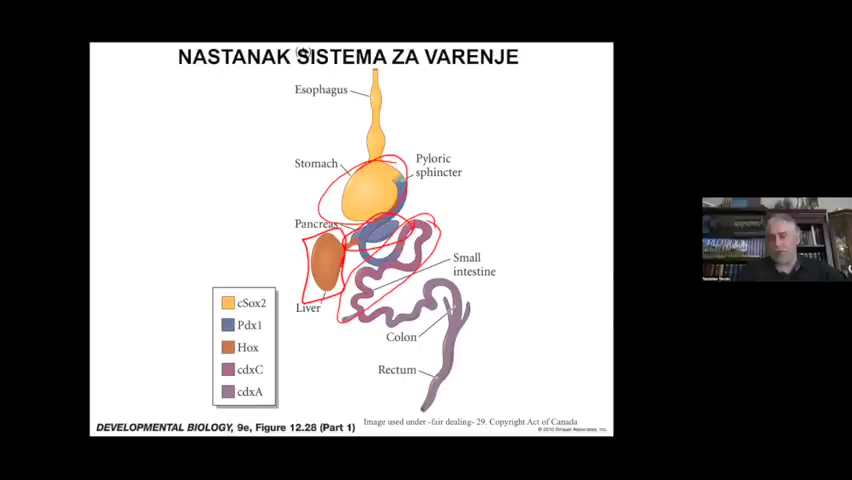 NASTANAK SISTEMA ZA VARENJE
Esophagus
Stomach
Pyloric
sphincter
Pancreas
Small
intestine
Liver
cSox2
Pdx1
Hox
cdxC
cdxA
Colon
Rectum
DEVELOPMENTAL BIOLOGY, 9e, Figure 12.28 (Part 1)
Image used under -fair dealing- 29. Copyright Act of Canada
© 2010 Sinauer Associates, Inc.